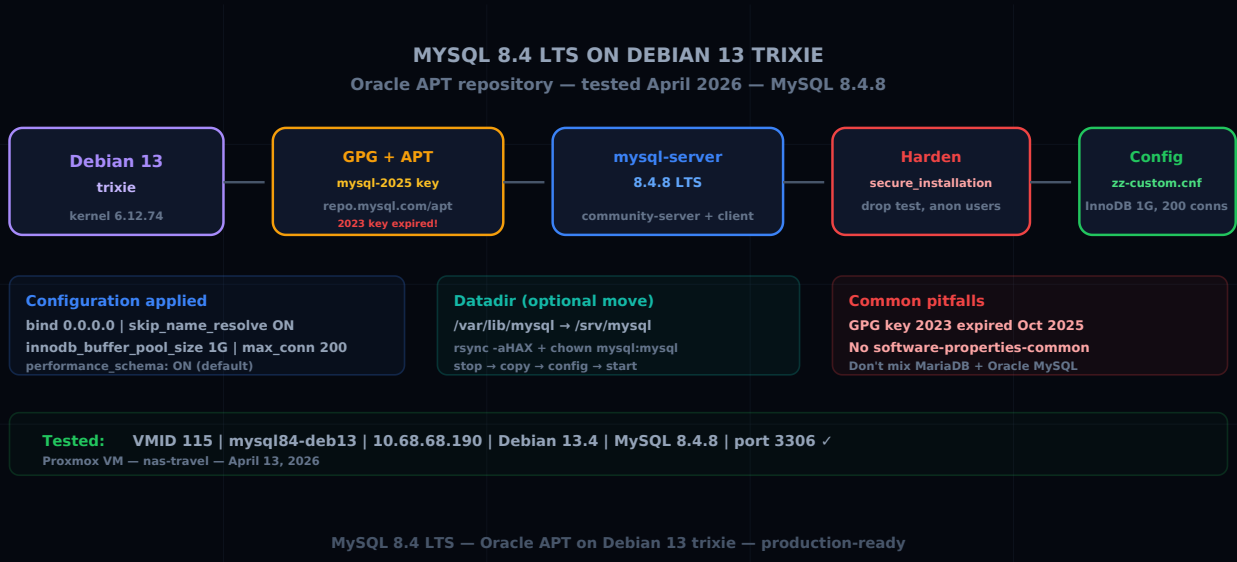 MYSQL 8.4 LTS ON DEBIAN 13 TRIXIE
Oracle APT repository — tested April 2026 — MySQL 8.4.8
Debian 13
trixie
kernel 6.12.74
GPG + APT
mysql-2025 key
repo.mysql.com/apt
2023 key expired!
mysql-server
8.4.8 LTS
community-server + client
Harden
secure_installation
drop test, anon users
Config
zz-custom.cnf
InnoDB 1G, 200 conns
Configuration applied
bind 0.0.0.0 | skip_name_resolve ON
innodb_buffer_pool_size 1G | max_conn 200
performance_schema: ON (default)
Datadir (optional move)
/var/lib/mysql → /srv/mysql
rsync -aHAX + chown mysql:mysql
stop → copy → config → start
Common pitfalls
GPG key 2023 expired Oct 2025
No software-properties-common
Don't mix MariaDB + Oracle MySQL
Tested: VMID 115 | mysql84-deb13 | 10.68.68.190 | Debian 13.4 | MySQL 8.4.8 | port 3306 ✓
Proxmox VM — nas-travel — April 13, 2026
MySQL 8.4 LTS — Oracle APT on Debian 13 trixie — production-ready